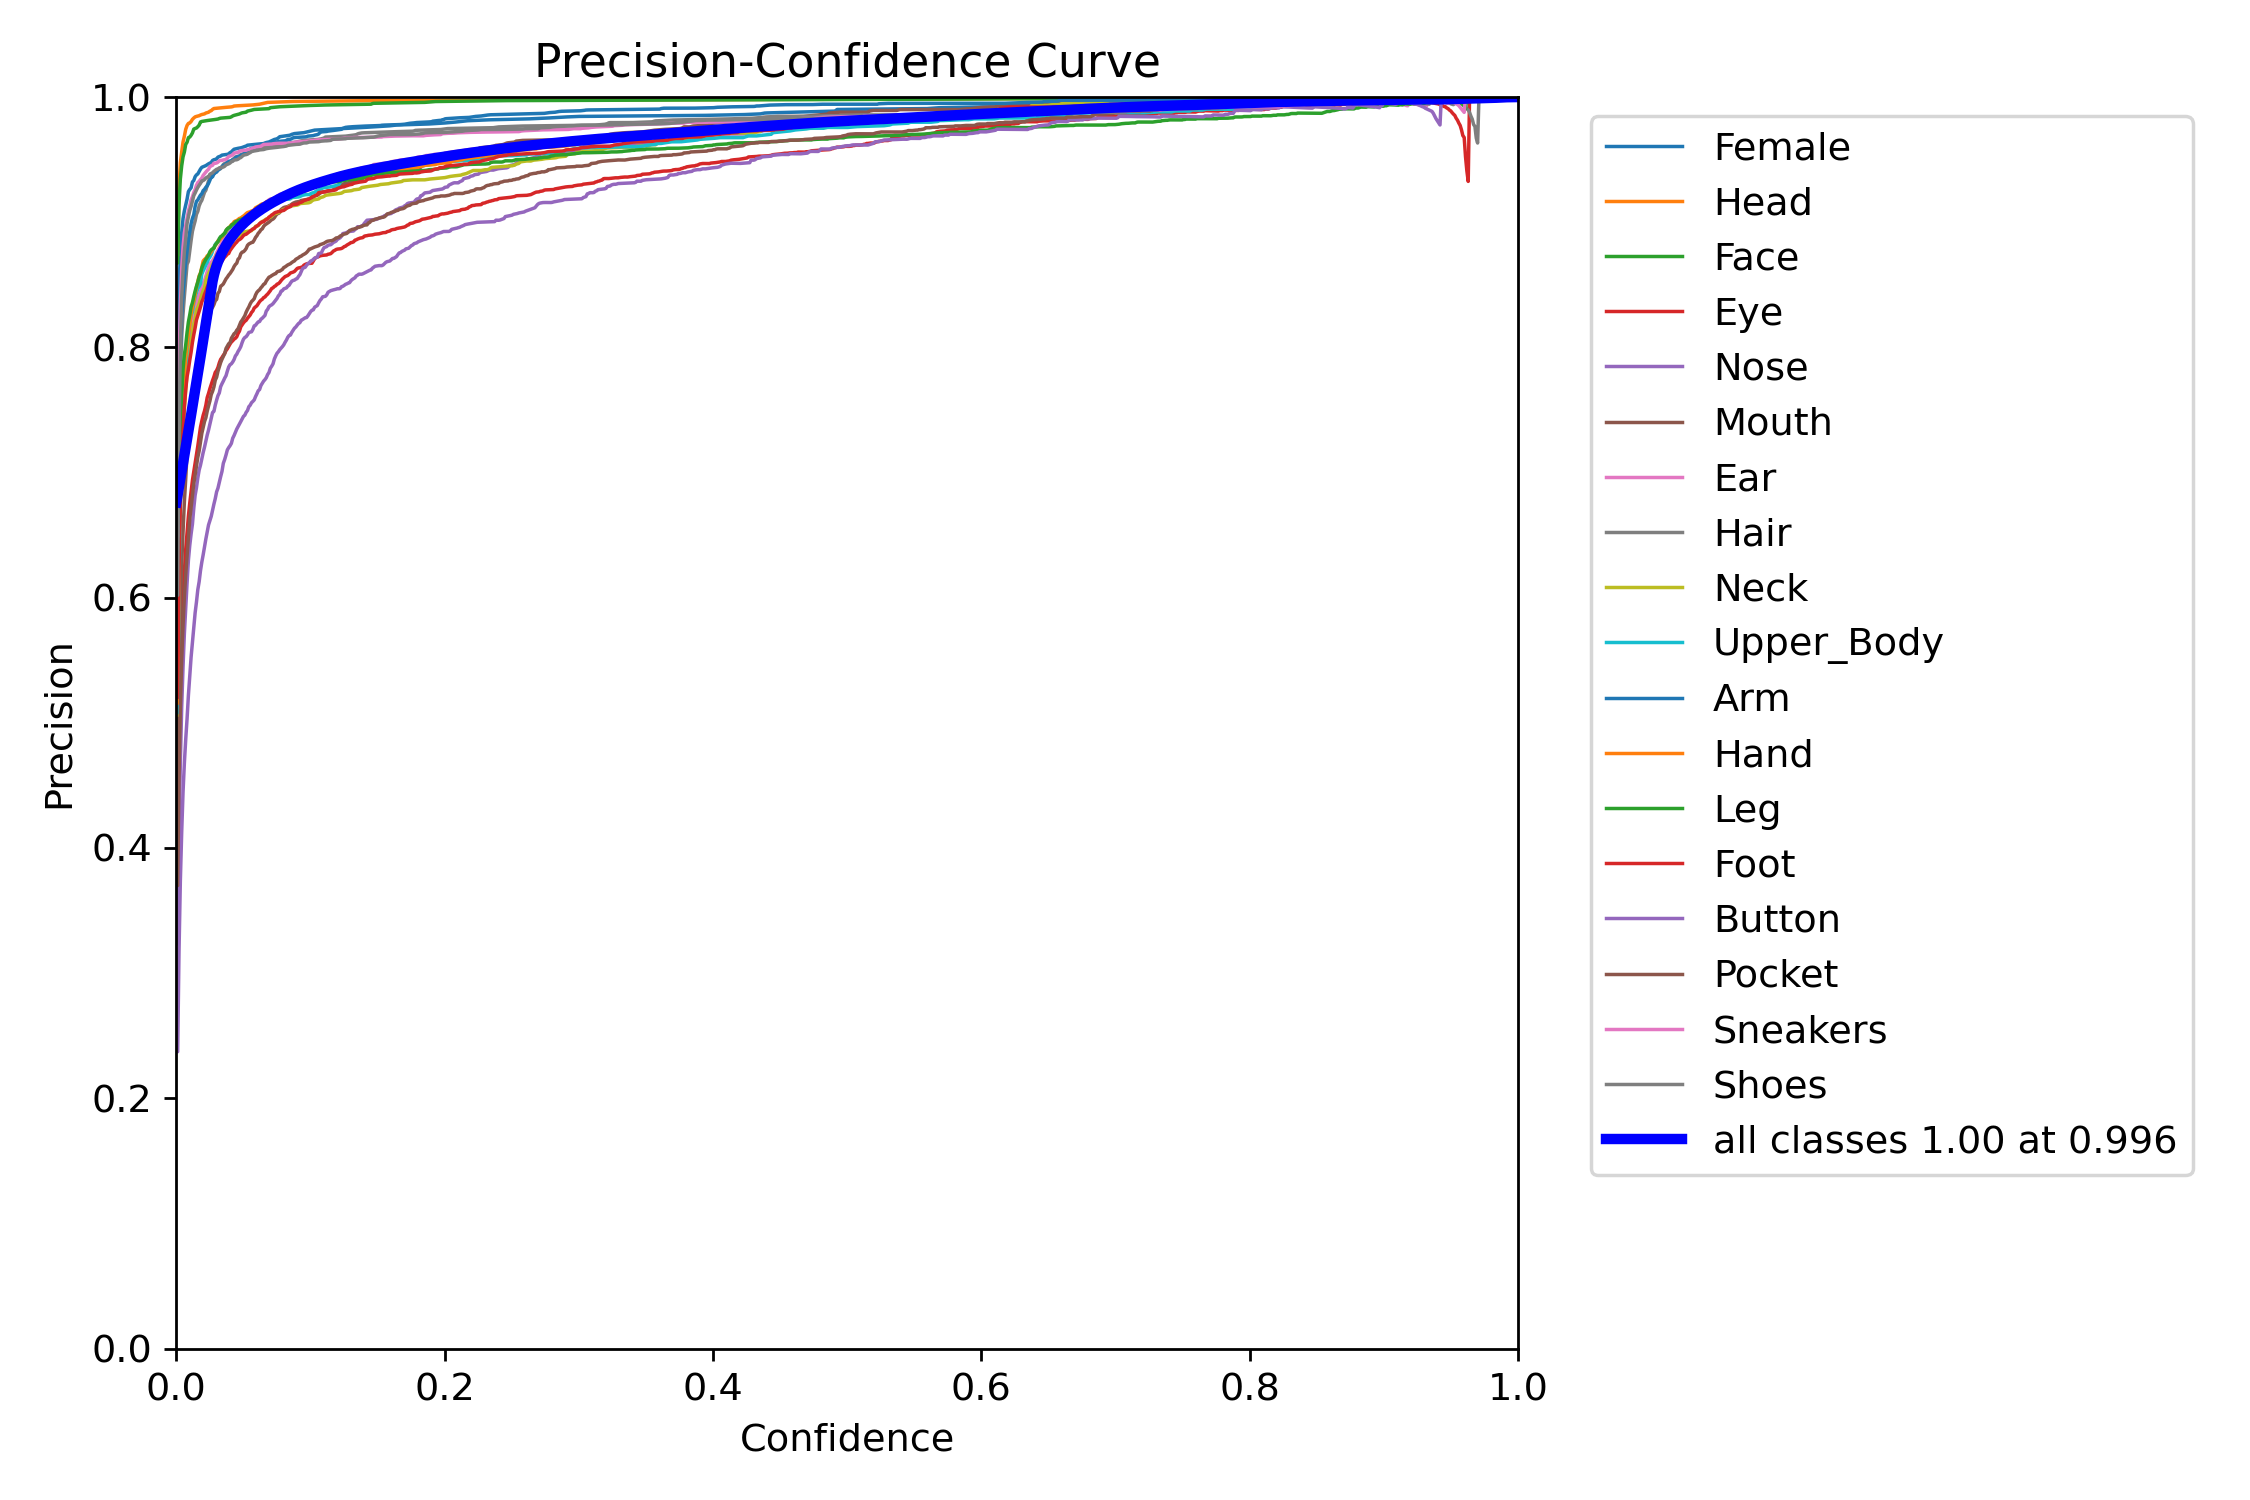 Precision-Confidence Curve
1.0
0.8
0.6
0.4
0.2
0.0
Precision
0.0 0.2 0.4 0.6 0.8 1.0
Confidence
Female
Head
Face
Eye
Nose
Mouth
Ear
Hair
Neck
Upper_Body
Arm
Hand
Leg
Foot
Button
Pocket
Sneakers
Shoes
all classes 1.00 at 0.996